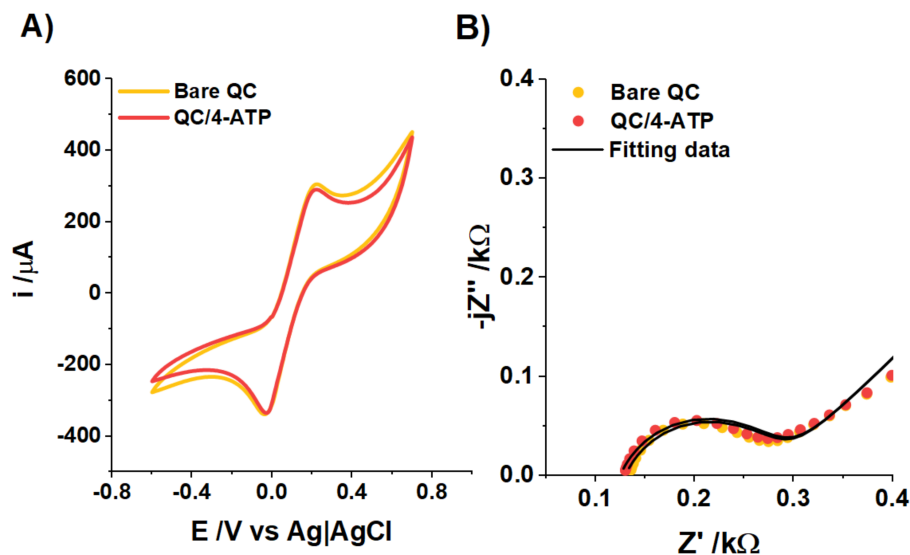 A)
600
400
200
0
-200
-400
-0.8
-0.4
0.0
0.4
0.8
i /μA
E /V vs Ag|AgCl
Bare QC
QC/4-ATP
B)
0.4
0.3
0.2
0.1
0.0
0.1
0.2
0.3
0.4
-jZ" /kΩ
Z' /kΩ
Bare QC
QC/4-ATP
Fitting data